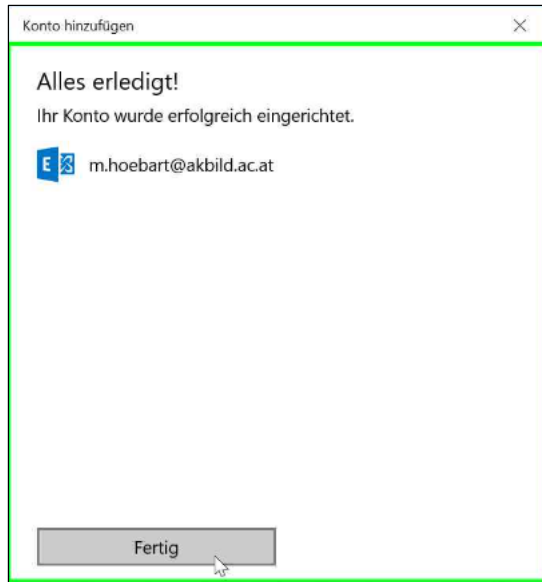 Konto hinzufügen
Alles erledigt!
Ihr Konto wurde erfolgreich eingerichtet.
E m.hoebart@akbild.ac.at
Fertig